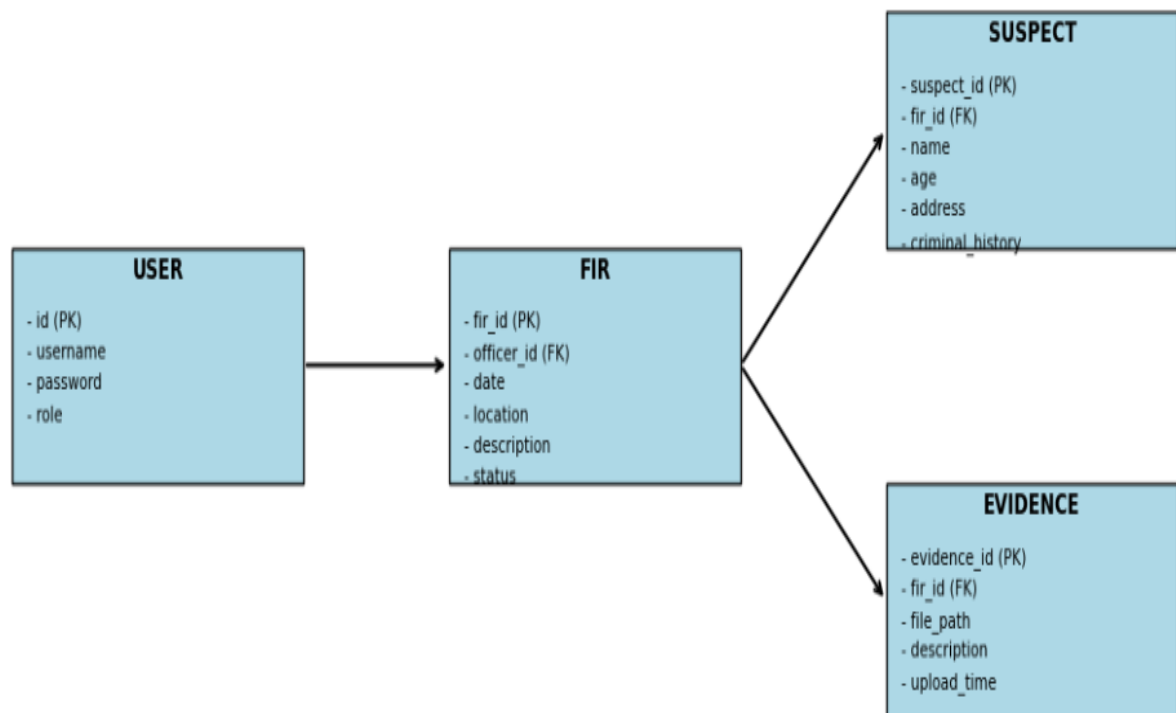 USER
- id (PK)
- username
- password
- role
FIR
- fir_id (PK)
- officer_id (FK)
- date
- location
- description
- status
SUSPECT
- suspect_id (PK)
- fir_id (FK)
- name
- age
- address
- criminal_history
EVIDENCE
- evidence_id (PK)
- fir_id (FK)
- file_path
- description
- upload_time